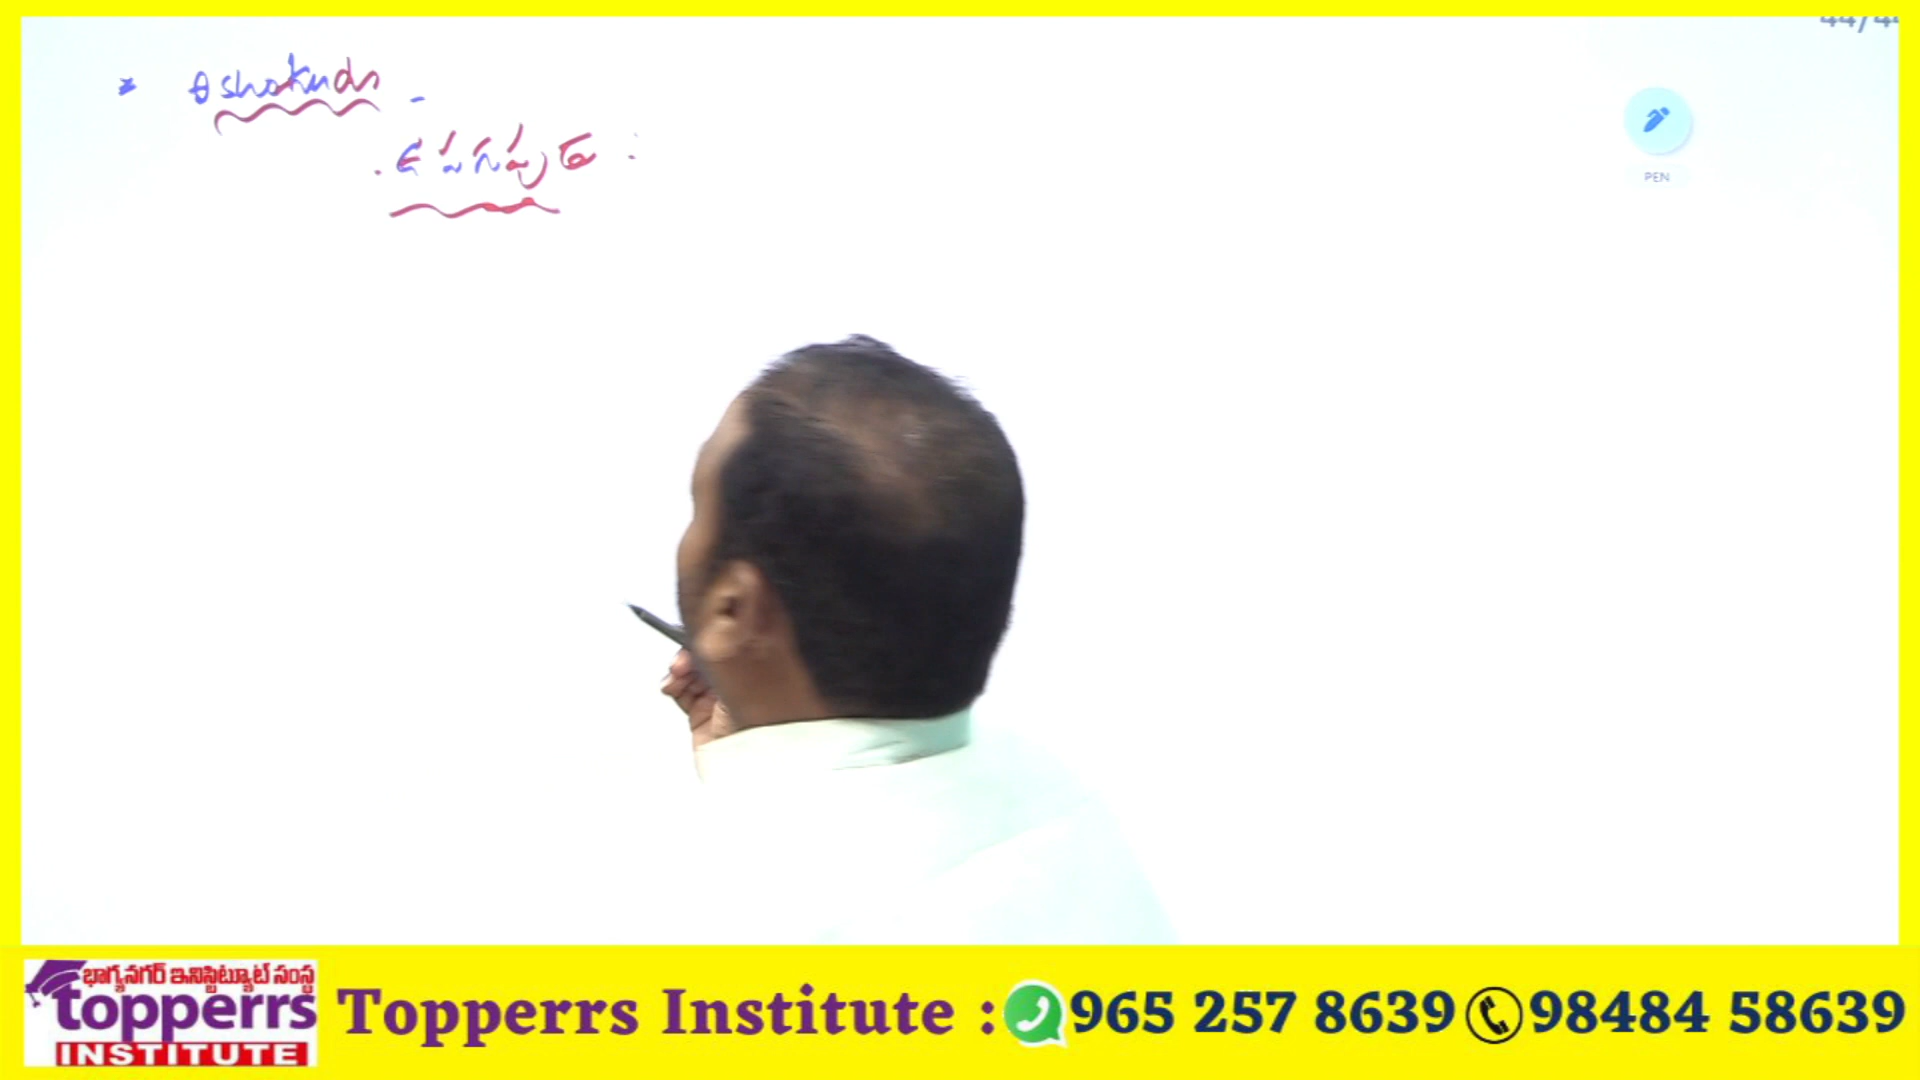 * Ashokudu -
. ఉపగుప్తుడు :
PEN
భాగ్యనగర్ ఇనిస్టిట్యూట్ సంస్థ
topperrs
INSTITUTE
Topperrs Institute : 965 257 8639 98484 58639